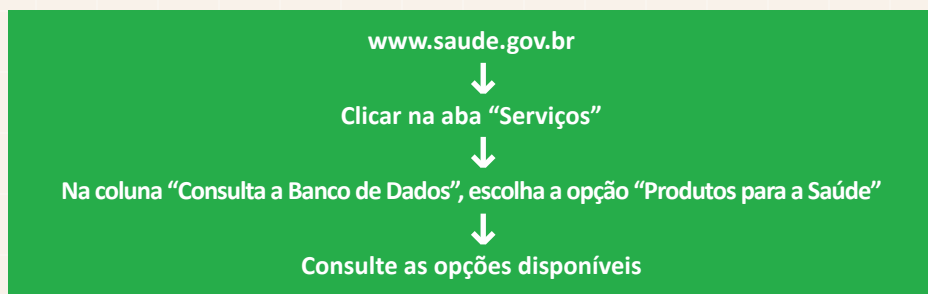 www.saude.gov.br
Clicar na aba “Serviços”
Na coluna “Consulta a Banco de Dados”, escolha a opção “Produtos para a Saúde”
Consulte as opções disponíveis